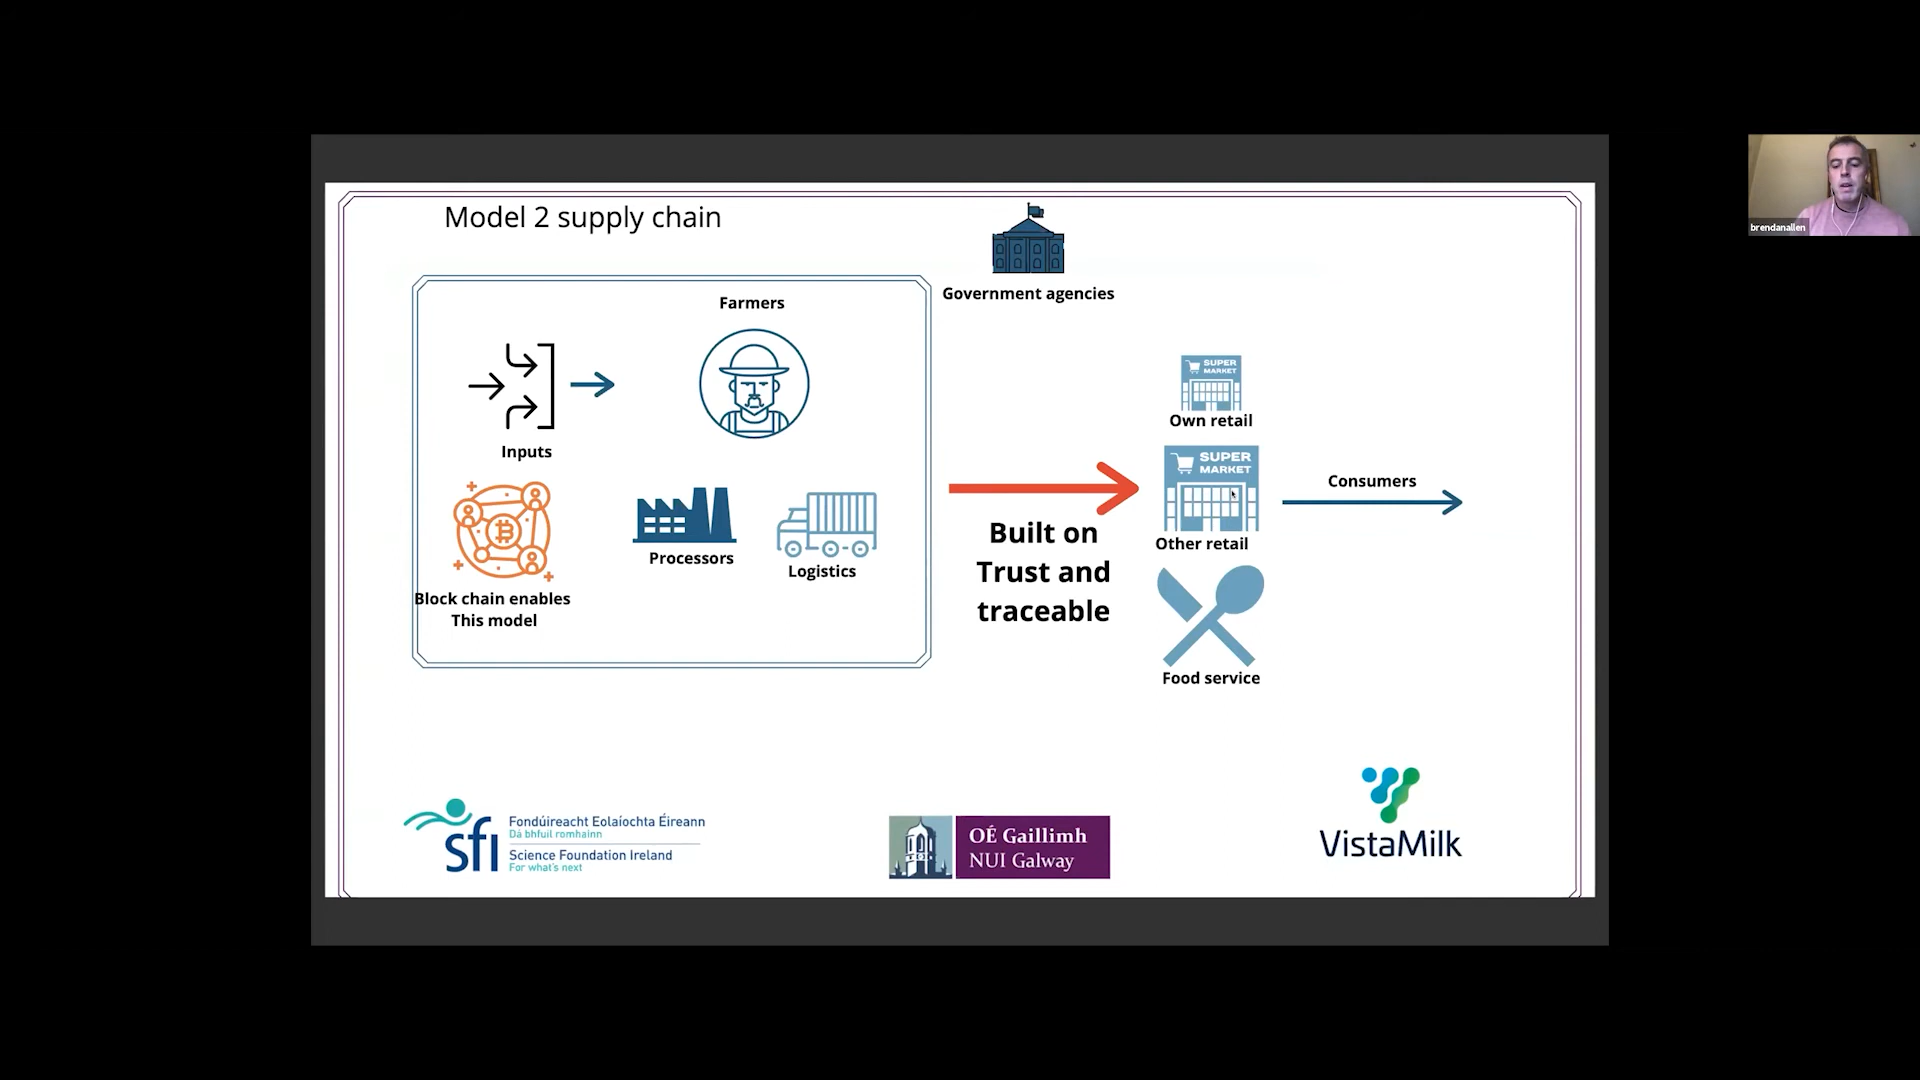 Model 2 supply chain
Government agencies
Farmers
Inputs
Processors
Logistics
Block chain enables
This model
Built on
Trust and
traceable
SUPER
MARKET
Own retail
SUPER
MARKET
Other retail
Food service
Consumers
sfi
Fondúireacht Eolaíochta Éireann
Dá bhfuil romhainn
Science Foundation Ireland
For what's next
OÉ Gaillimh
NUI Galway
VistaMilk
brendanallen